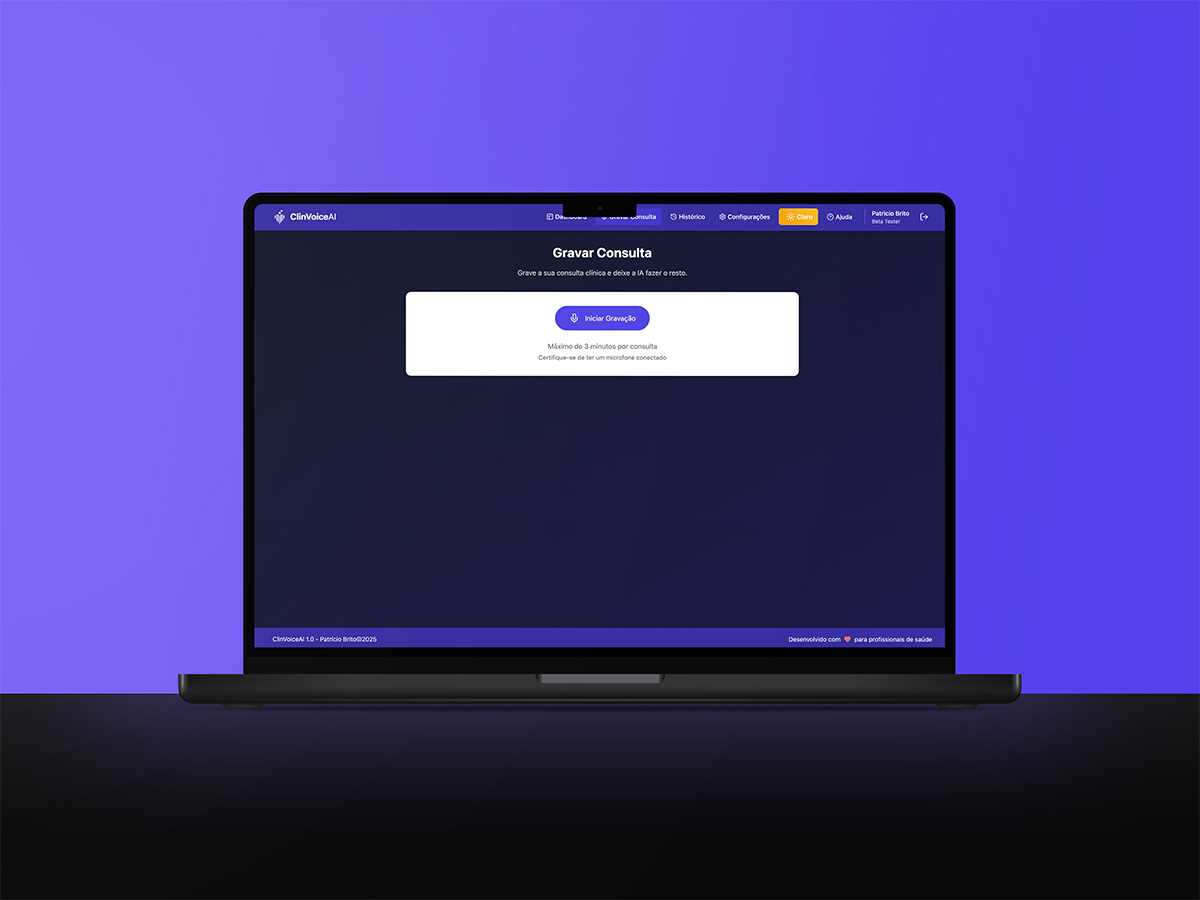 ClinVoiceAI
Dashboard
Gravar Consulta
Histórico
Configurações
Claro
Ajuda
Patricio Brito
Beta Tester
Gravar Consulta
Grave a sua consulta clínica e deixe a IA fazer o resto.
Iniciar Gravação
Máximo de 3 minutos por consulta
Certifique-se de ter um microfone conectado
ClinVoiceAI 1.0 - Patrício Brito©2025
Desenvolvido com ❤ para profissionais de saúde